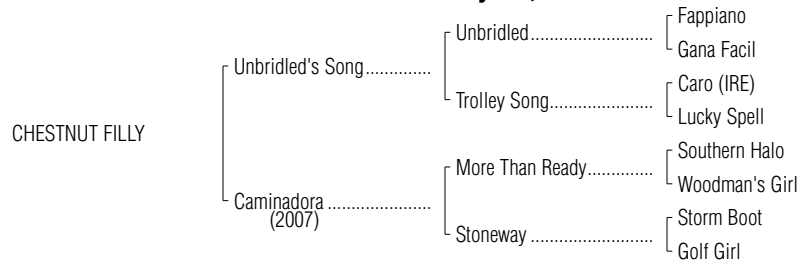 Fappiano
Unbridled..............................
Gana Facil
Unbridled's Song..............
Caro (IRE)
Trolley Song......................
Lucky Spell
CHESTNUT FILLY
Southern Halo
More Than Ready..............
Woodman's Girl
Caminadora ......................
(2007)
Storm Boot
Stoneway ..........................
Golf Girl